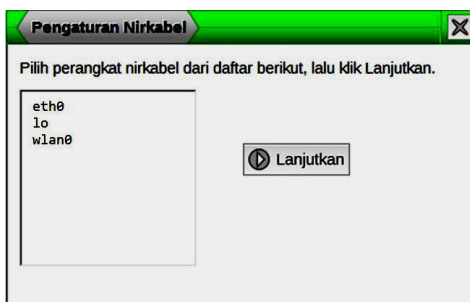 Pengaturan Nirkabel
Pilih perangkat nirkabel dari daftar berikut, lalu klik Lanjutkan.
eth0
lo
wlan0
Lanjutkan